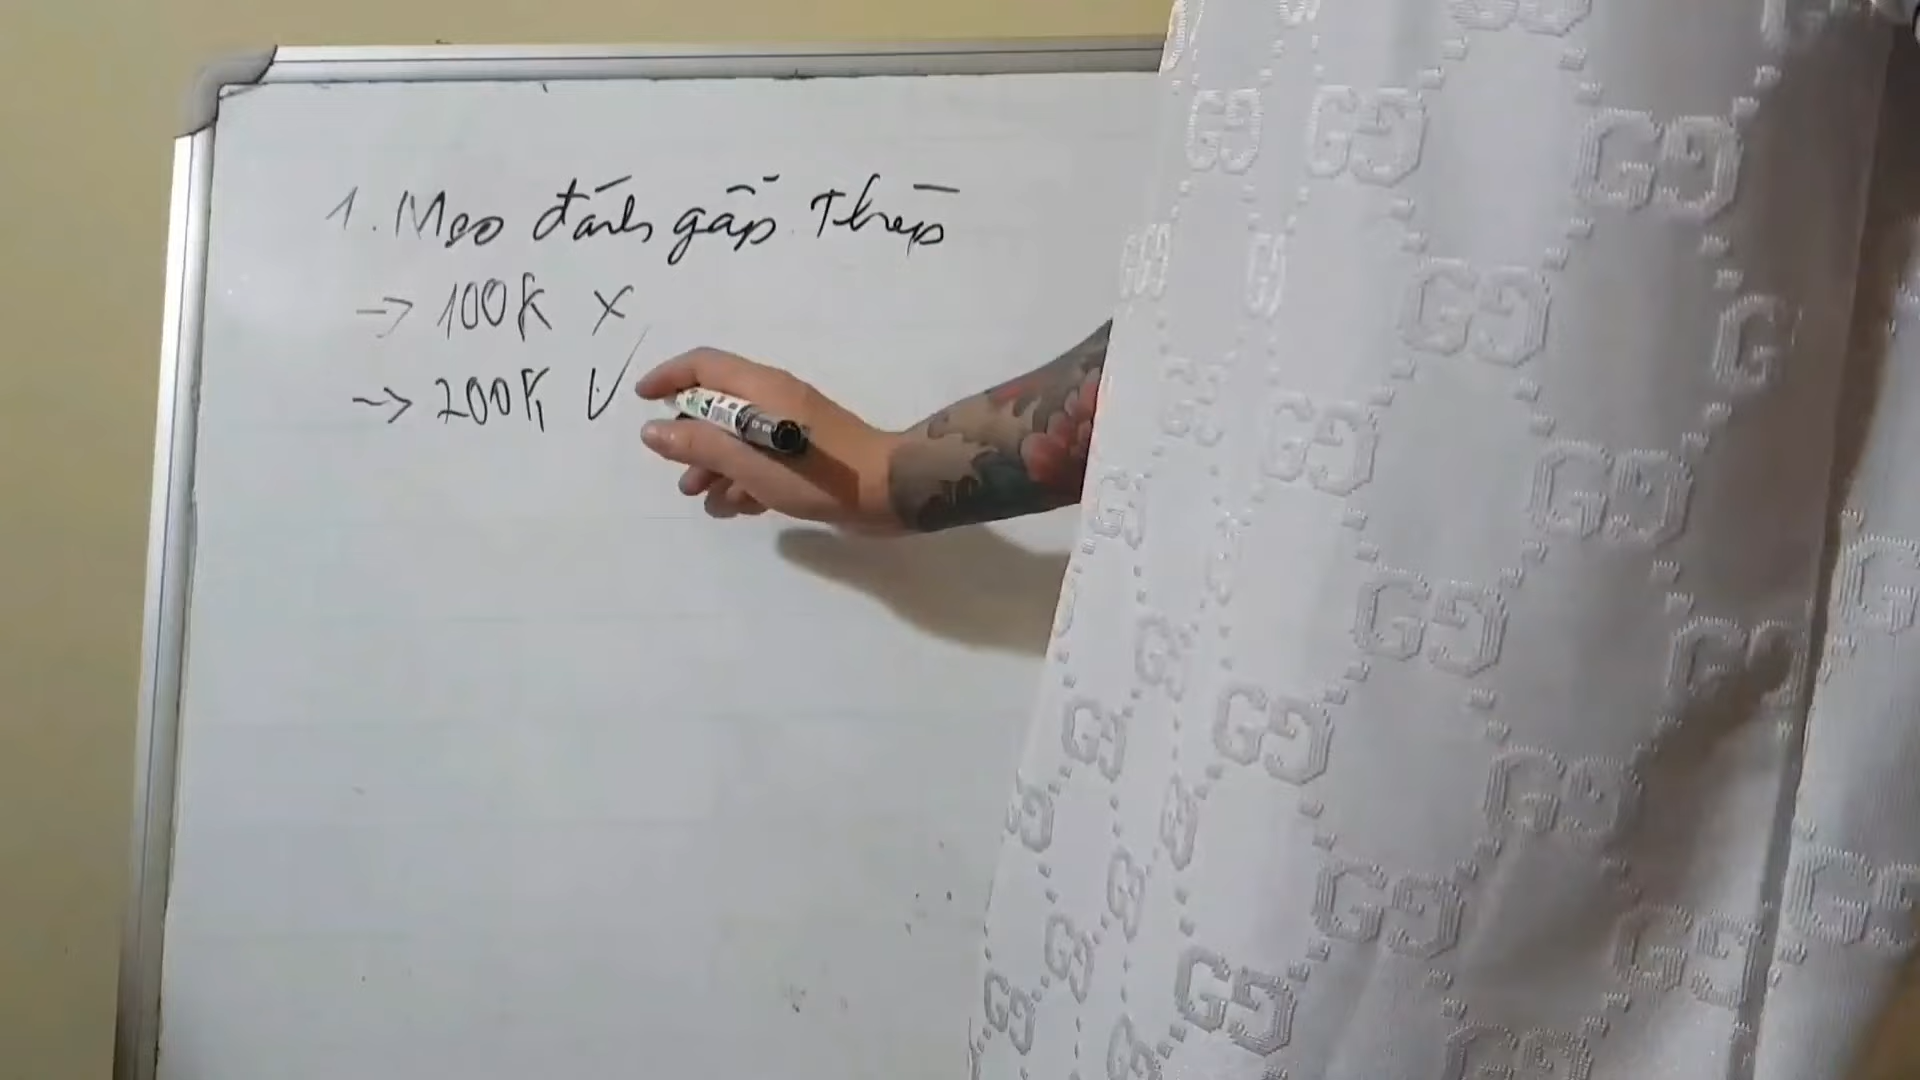 1. Mẹo đánh gấp Thếp
→ 100K X
→ 200K V